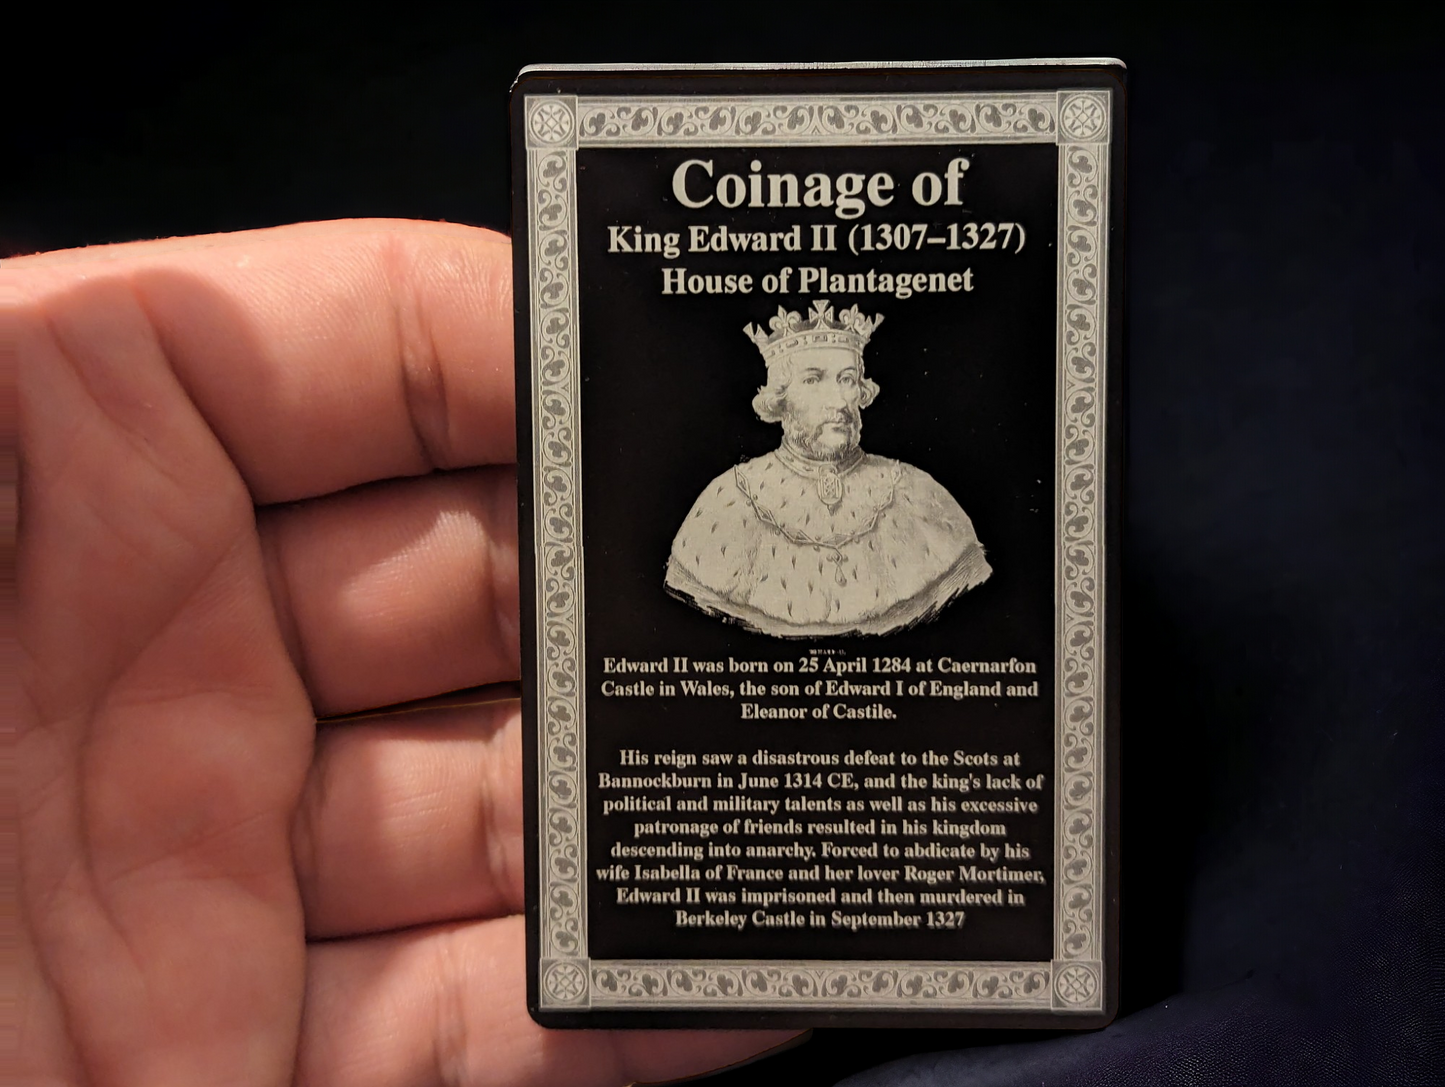 Coinage of
King Edward II (1307–1327)
House of Plantagenet
Edward II was born on 25 April 1284 at Caernarfon
Castle in Wales, the son of Edward I of England and
Eleanor of Castile.
His reign saw a disastrous defeat to the Scots at
Bannockburn in June 1314 CE, and the king's lack of
political and military talents as well as his excessive
patronage of friends resulted in his kingdom
descending into anarchy. Forced to abdicate by his
wife Isabella of France and her lover Roger Mortimer,
Edward II was imprisoned and then murdered in
Berkeley Castle in September 1327